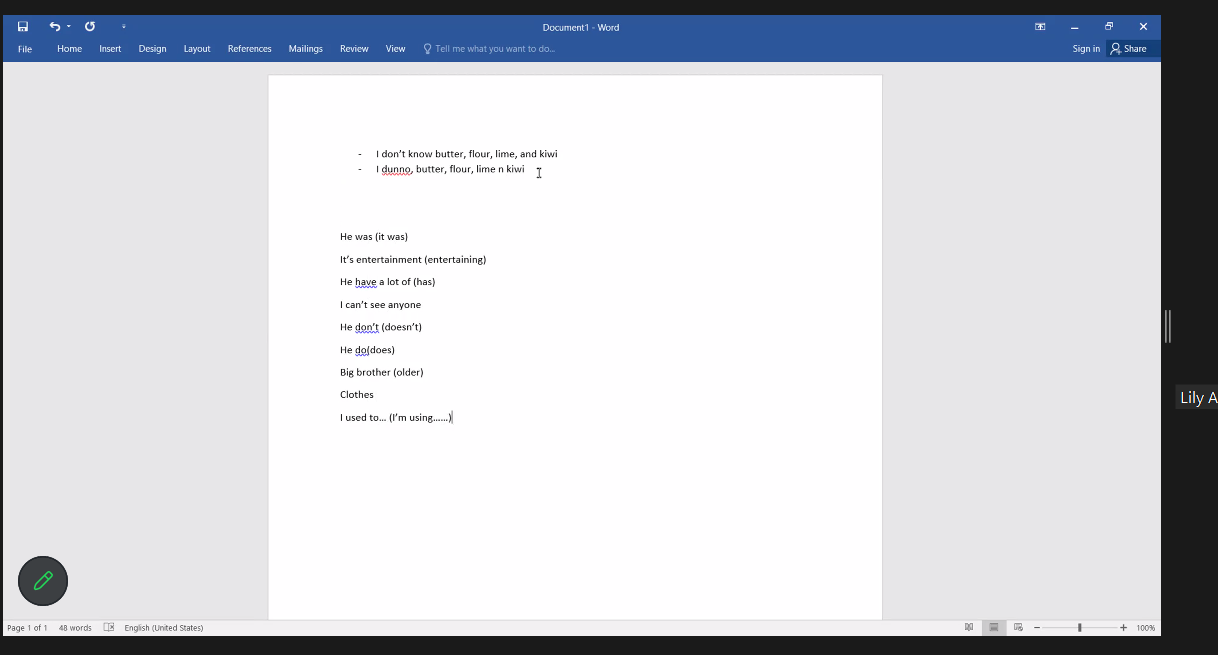 Document1 - Word
File Home Insert Design Layout References Mailings Review View Tell me what you want to do... Sign in Share
- I don't know butter, flour, lime, and kiwi
- I dunno, butter, flour, lime n kiwi
He was (it was)
It's entertainment (entertaining)
He have a lot of (has)
I can't see anyone
He don't (doesn't)
He do(does)
Big brother (older)
Lily A
Clothes
I used to… (I'm using……)
Page 1 of 1 48 words English (United States) 100%